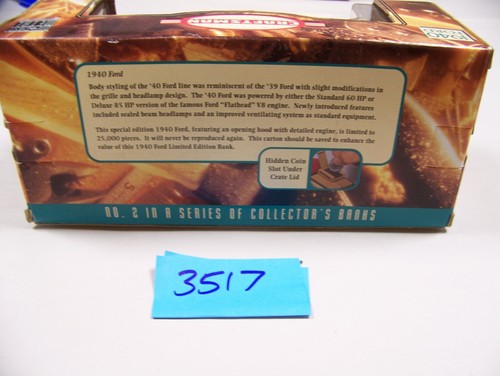 CRAFTSMAN
1940
FORD
1940 Ford
Body styling of the '40 Ford line was reminiscent of the '39 Ford with slight modifications in
the grille and headlamp design. The '40 Ford was powered by either the Standard 60 HP or
Deluxe 85 HP version of the famous Ford "Flathead" V8 engine. Newly introduced features
included sealed beam headlamps and an improved ventilating system as standard equipment.
This special edition 1940 Ford, featuring an opening hood with detailed engine, is limited to
25,000 pieces. It will never be reproduced again. This carton should be saved to enhance the
value of this 1940 Ford Limited Edition Bank.
Hidden Coin
Slot Under
Crate Lid
NO. 2 IN A SERIES OF COLLECTOR'S BANKS
3517